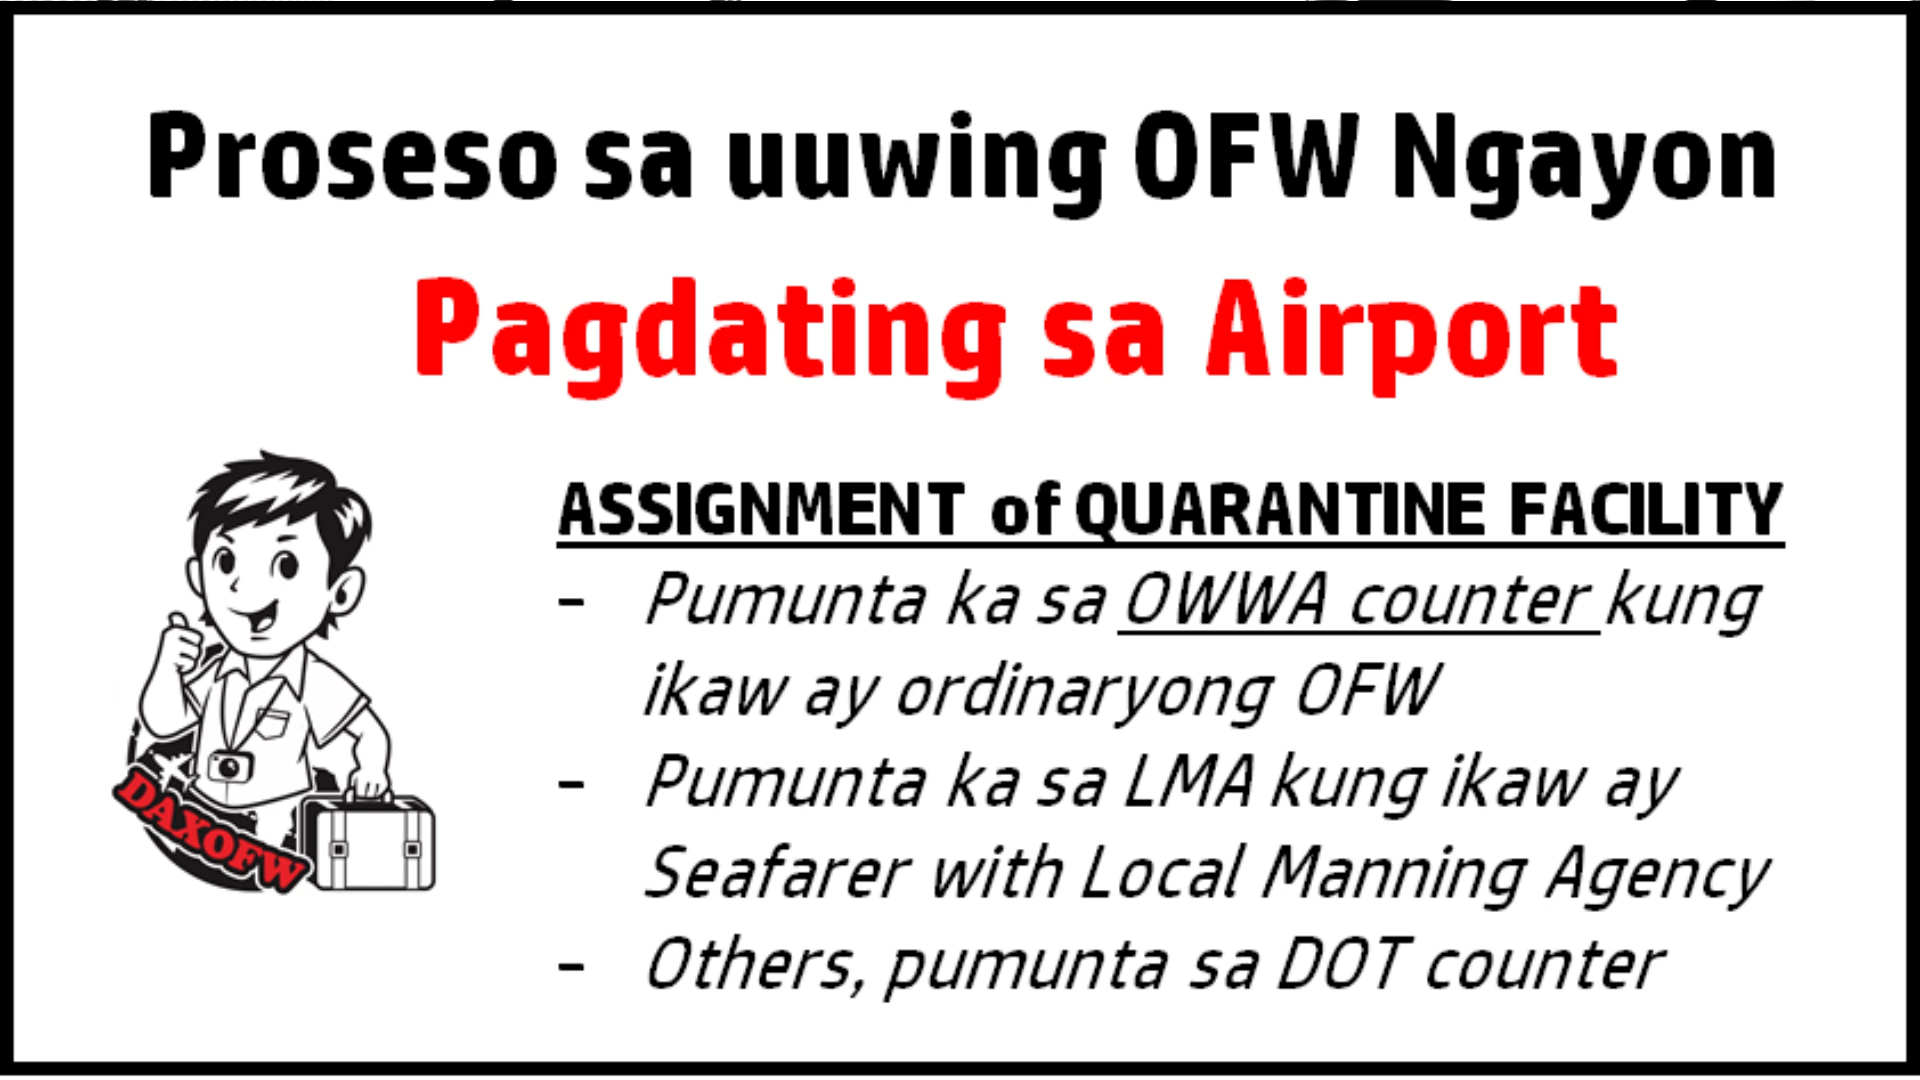 Proseso sa uuwing OFW Ngayon
Pagdating sa Airport
ASSIGNMENT of QUARANTINE FACILITY
- Pumunta ka sa OWWA counter kung
ikaw ay ordinaryong OFW
- Pumunta ka sa LMA kung ikaw ay
Seafarer with Local Manning Agency
- Others, pumunta sa DOT counter
DAXOFW